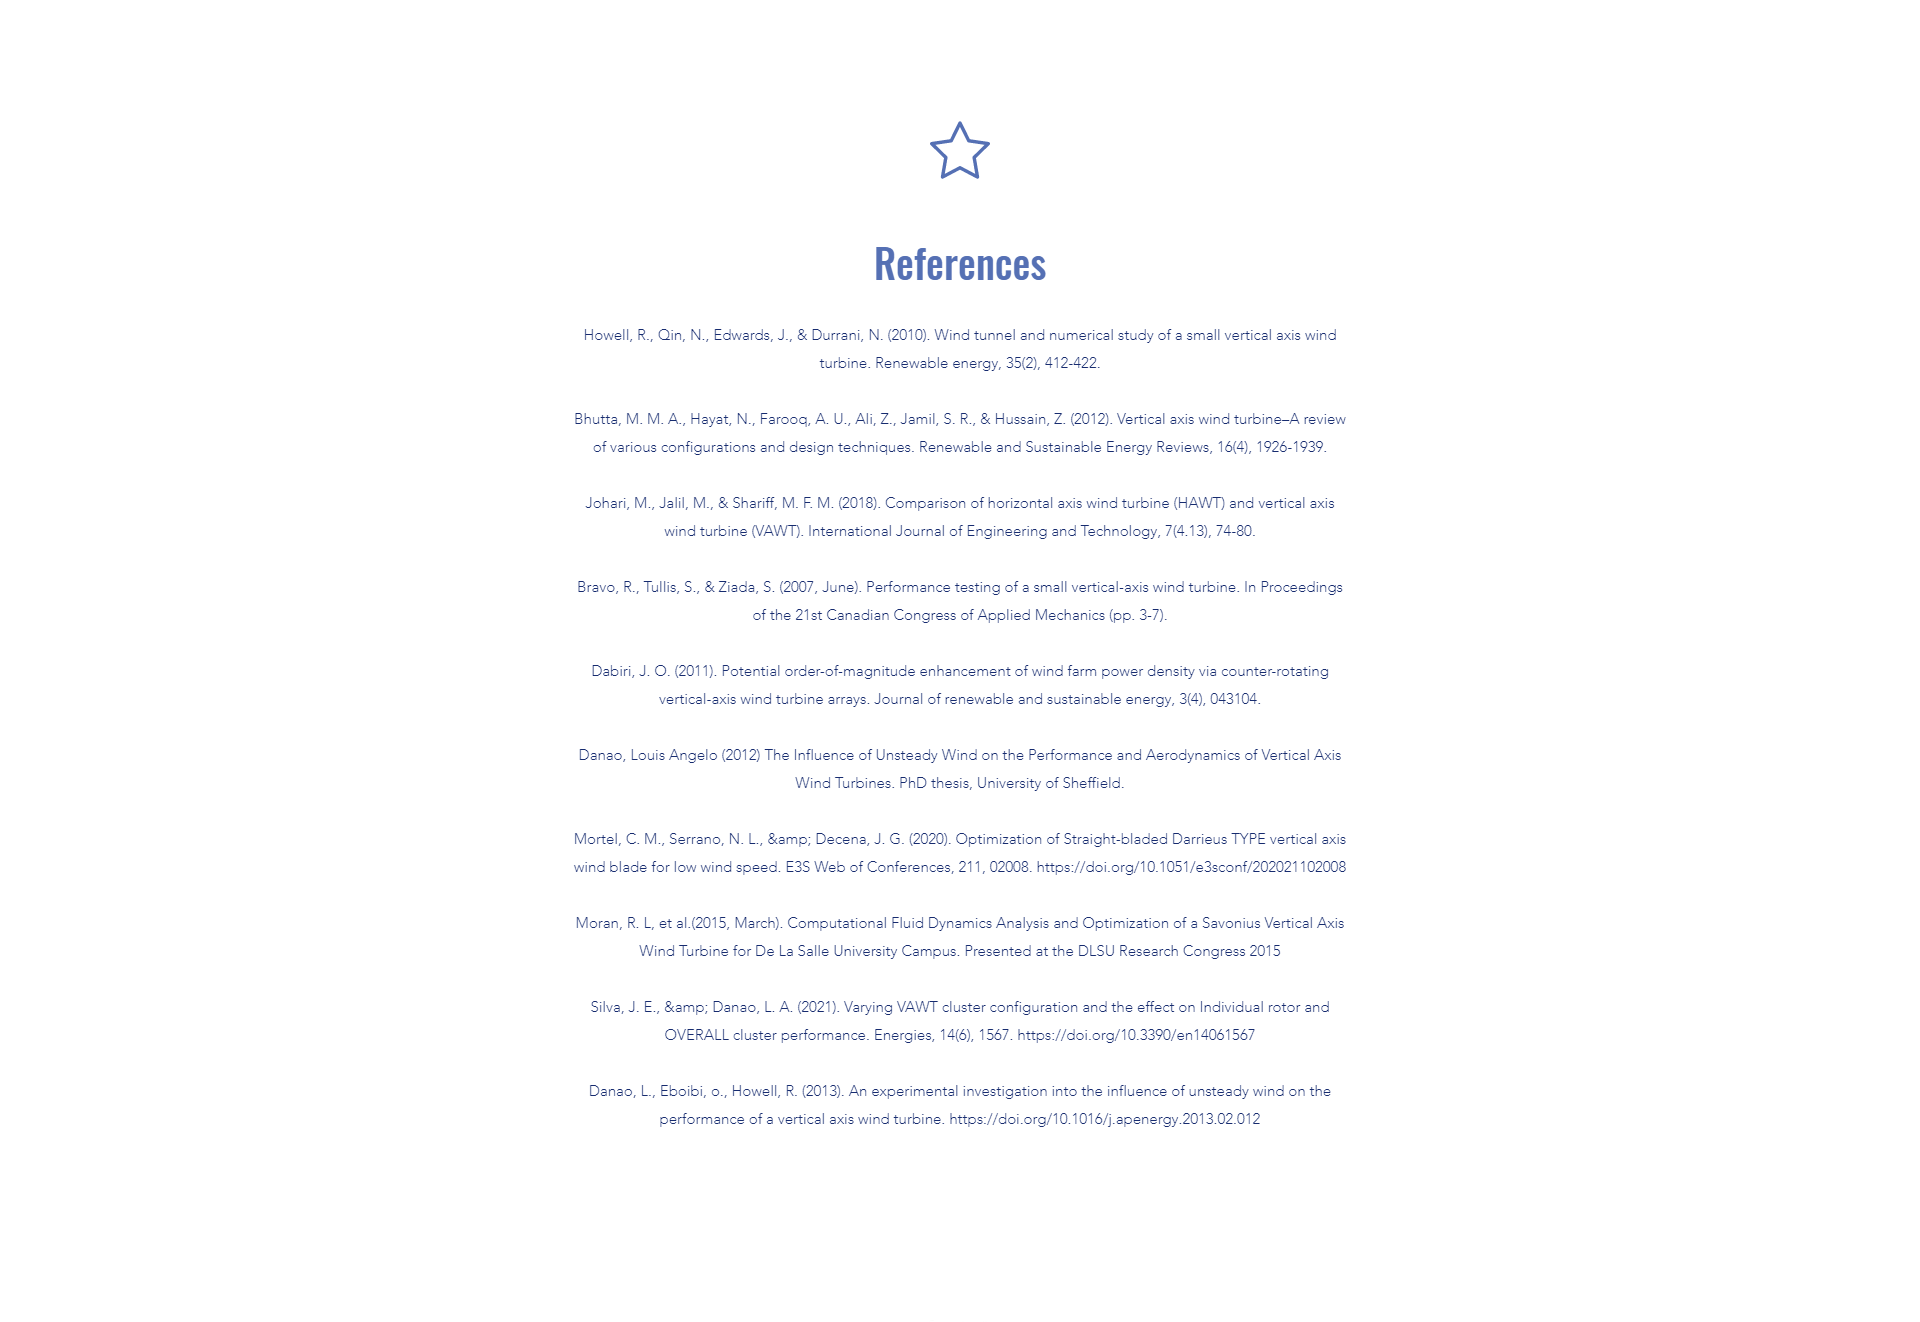 References
Howell, R., Qin, N., Edwards, J., & Durrani, N. (2010). Wind tunnel and numerical study of a small vertical axis wind
turbine. Renewable energy, 35(2), 412-422.
Bhutta, M. M. A., Hayat, N., Farooq, A. U., Ali, Z., Jamil, S. R., & Hussain, Z. (2012). Vertical axis wind turbine–A review
of various configurations and design techniques. Renewable and Sustainable Energy Reviews, 16(4), 1926-1939.
Johari, M., Jalil, M., & Shariff, M. F. M. (2018). Comparison of horizontal axis wind turbine (HAWT) and vertical axis
wind turbine (VAWT). International Journal of Engineering and Technology, 7(4.13), 74-80.
Bravo, R., Tullis, S., & Ziada, S. (2007, June). Performance testing of a small vertical-axis wind turbine. In Proceedings
of the 21st Canadian Congress of Applied Mechanics (pp. 3-7).
Dabiri, J. O. (2011). Potential order-of-magnitude enhancement of wind farm power density via counter-rotating
vertical-axis wind turbine arrays. Journal of renewable and sustainable energy, 3(4), 043104.
Danao, Louis Angelo (2012) The Influence of Unsteady Wind on the Performance and Aerodynamics of Vertical Axis
Wind Turbines. PhD thesis, University of Sheffield.
Mortel, C. M., Serrano, N. L., &amp; Decena, J. G. (2020). Optimization of Straight-bladed Darrieus TYPE vertical axis
wind blade for low wind speed. E3S Web of Conferences, 211, 02008. https://doi.org/10.1051/e3sconf/202021102008
Moran, R. L, et al.(2015, March). Computational Fluid Dynamics Analysis and Optimization of a Savonius Vertical Axis
Wind Turbine for De La Salle University Campus. Presented at the DLSU Research Congress 2015
Silva, J. E., &amp; Danao, L. A. (2021). Varying VAWT cluster configuration and the effect on Individual rotor and
OVERALL cluster performance. Energies, 14(6), 1567. https://doi.org/10.3390/en14061567
Danao, L., Eboibi, o., Howell, R. (2013). An experimental investigation into the influence of unsteady wind on the
performance of a vertical axis wind turbine. https://doi.org/10.1016/j.apenergy.2013.02.012